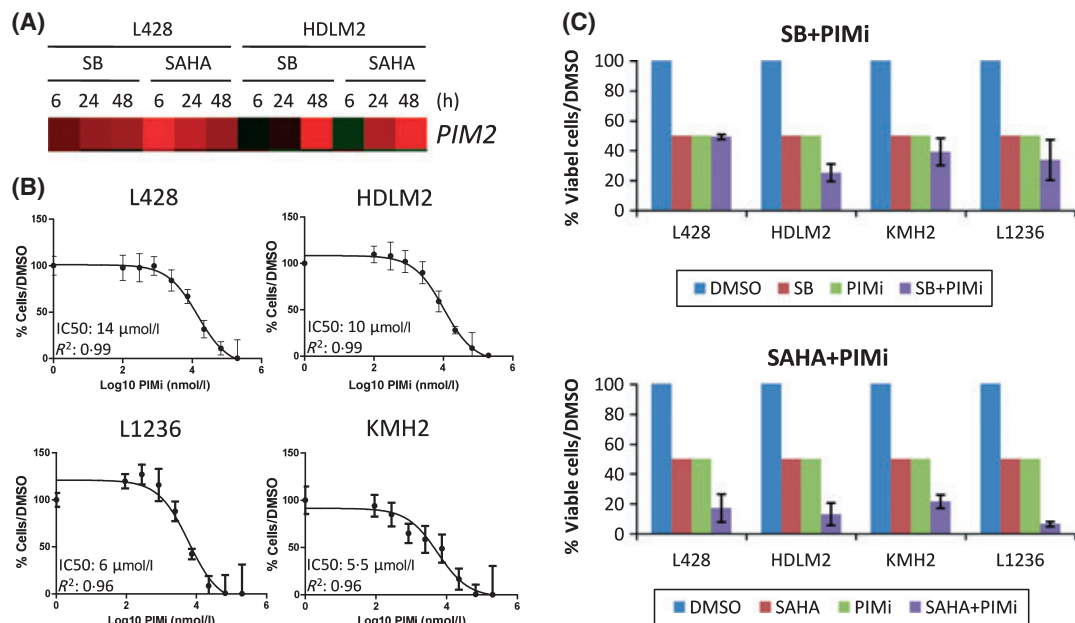 (A)
L428 HDLM2
SB SAHA SB SAHA
6 24 48 6 24 48 6 24 48 6 24 48 (h)
PIM2
(B)
L428
% Cells/DMSO
150
100
50
0
IC50: 14 μmol/l
R²: 0·99
0 2 4 6
Log10 PIMi (nmol/l)
HDLM2
% Cells/DMSO
150
100
50
0
IC50: 10 μmol/l
R²: 0·99
0 2 4 6
Log10 PIMi (nmol/l)
L1236
% Cells/DMSO
150
100
50
0
IC50: 6 μmol/l
R²: 0·96
0 2 4 6
Log10 PIMi (nmol/l)
KMH2
% Cells/DMSO
150
100
50
0
IC50: 5·5 μmol/l
R²: 0·96
0 2 4 6
Log10 PIMi (nmol/l)
(C)
SB+PIMi
% Viabel cells/DMSO
100
80
60
40
20
0
L428 HDLM2 KMH2 L1236
DMSO SB PIMi SB+PIMi
SAHA+PIMi
% Viable cells/DMSO
100
80
60
40
20
0
L428 HDLM2 KMH2 L1236
DMSO SAHA PIMi SAHA+PIMi